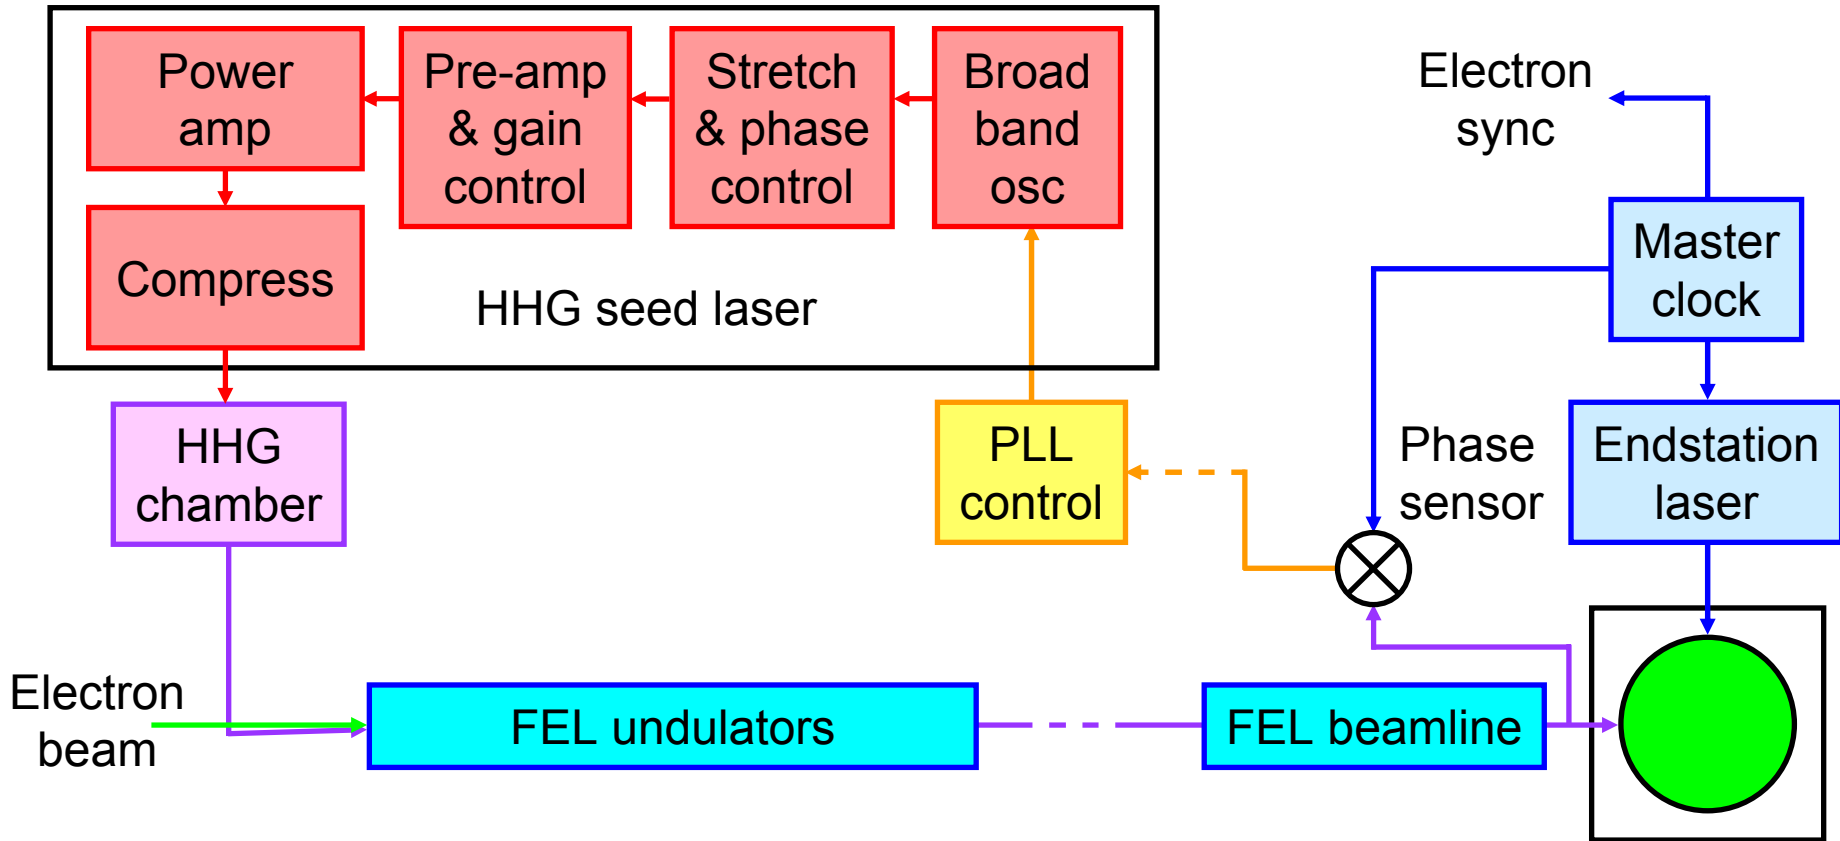 Power
amp
Pre-amp
& gain
control
Stretch
& phase
control
Broad
band
osc
Electron
sync
Compress
HHG seed laser
Master
clock
HHG
chamber
PLL
control
Phase
sensor
Endstation
laser
Electron
beam
FEL undulators
FEL beamline